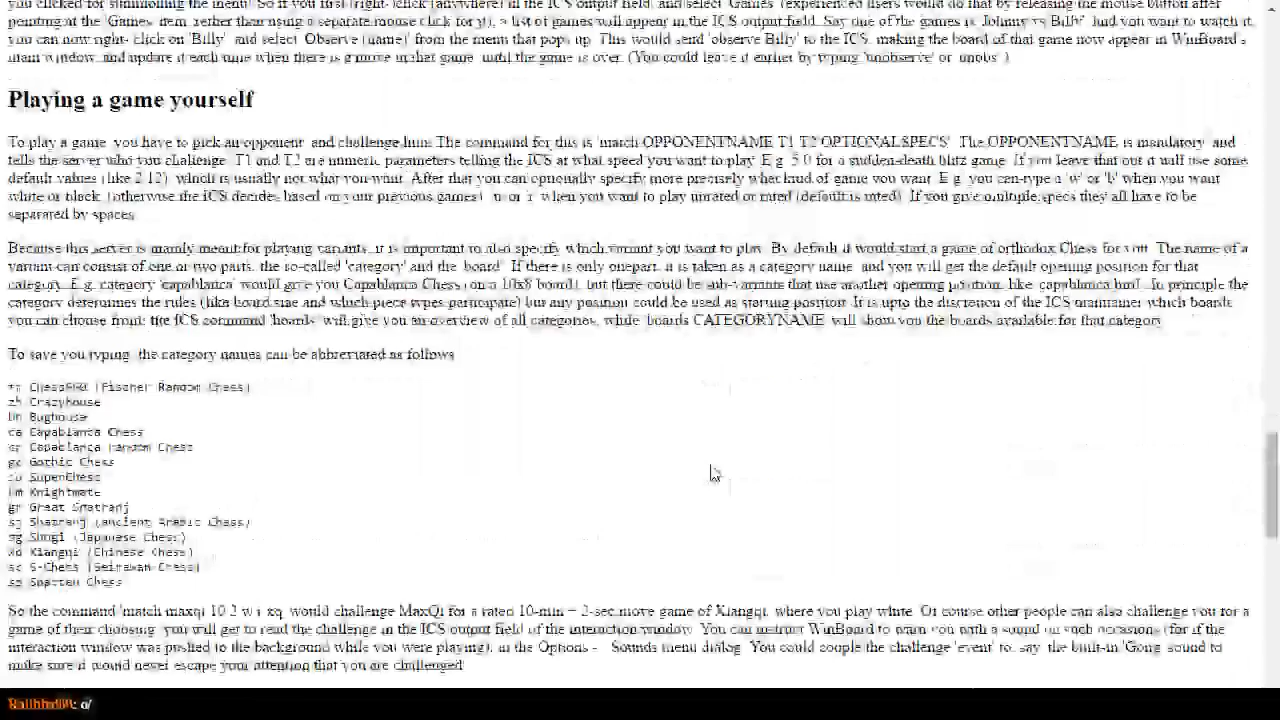 you clicked for summoning the menu! So if you first (right-)click (anywhere) in the ICS output field, and select 'Games' (experienced users would do that by releasing the mouse button after
pointing at the 'Games' item, rather than using a separate mouse click for it), a list of games will appear in the ICS output field. Say one of the games is 'Johnny vs Billy', and you want to watch it,
you can now right-click on 'Billy' and select 'Observe (name)' from the menu that pops up. This would send 'observe Billy' to the ICS, making the board of that game now appear in WinBoard's
main window, and update it each time when there is a move in that game, until the game is over. (You could leave it earlier by typing 'unobserve' or 'unobs'.)
Playing a game yourself
To play a game, you have to pick an opponent, and challenge him. The command for this is 'match OPPONENTNAME T1 T2 OPTIONALSPECS'. The OPPONENTNAME is mandatory, and
tells the server who you challenge. T1 and T2 are numeric parameters telling the ICS at what speed you want to play. E.g. 5 0 for a sudden-death blitz game. If you leave that out it will use some
default values (like 2 12), which is usually not what you want. After that you can optionally specify more precisely what kind of game you want. E.g. you can type a 'w' or 'b' when you want
white or black, (otherwise the ICS decides based on your previous games), 'u' or 'r' when you want to play unrated or rated (default is rated). If you give multiple specs they all have to be
separated by spaces.
Because this server is mainly meant for playing variants, it is important to also specify which variant you want to play. By default it would start a game of orthodox Chess for you. The name of a
variant can consist of one or two parts, the so-called 'category' and the 'board'. If there is only one part, it is taken as a category name, and you will get the default opening position for that
category. E.g. category 'capablanca' would give you Capablanca Chess (on a 10x8 board), but there could be sub-variants that use another opening position, like 'capablanca bird'. In principle the
category determines the rules (like board size and which piece types participate) but any position could be used as starting position. It is upto the discretion of the ICS maintainer which boards
you can choose from; the ICS command 'boards' will give you an overview of all categories, while 'boards CATEGORYNAME' will show you the boards available for that category.
To save you typing, the category names can be abbreviated as follows
fr Chess960 (Fischer Random Chess)
zh Crazyhouse
bh Bughouse
ca Capablanca Chess
cr Capablanca random Chess
gc Gothic Chess
su SuperChess
km Knightmate
gr Great Shatranj
sj Shatranj (ancient Arabic Chess)
sg Shogi (Japanese Chess)
xq Xiangqi (Chinese Chess)
sc S-Chess (Seirawan Chess)
sp Spartan Chess
So the command 'match maxqi 10 2 w r xq' would challenge MaxQi for a rated 10-min + 2-sec/move game of Xiangqi, where you play white. Of course other people can also challenge you for a
game of their choosing; you will get to read the challenge in the ICS output field of the interaction window. You can instruct WinBoard to warn you with a sound on such occasions (for if the
interaction window was pushed to the background while you were playing), in the Options -> Sounds menu dialog. You could couple the challenge 'event' to, say, the built-in 'Gong' sound to
make sure it would never escape your attention that you are challenged!
o/